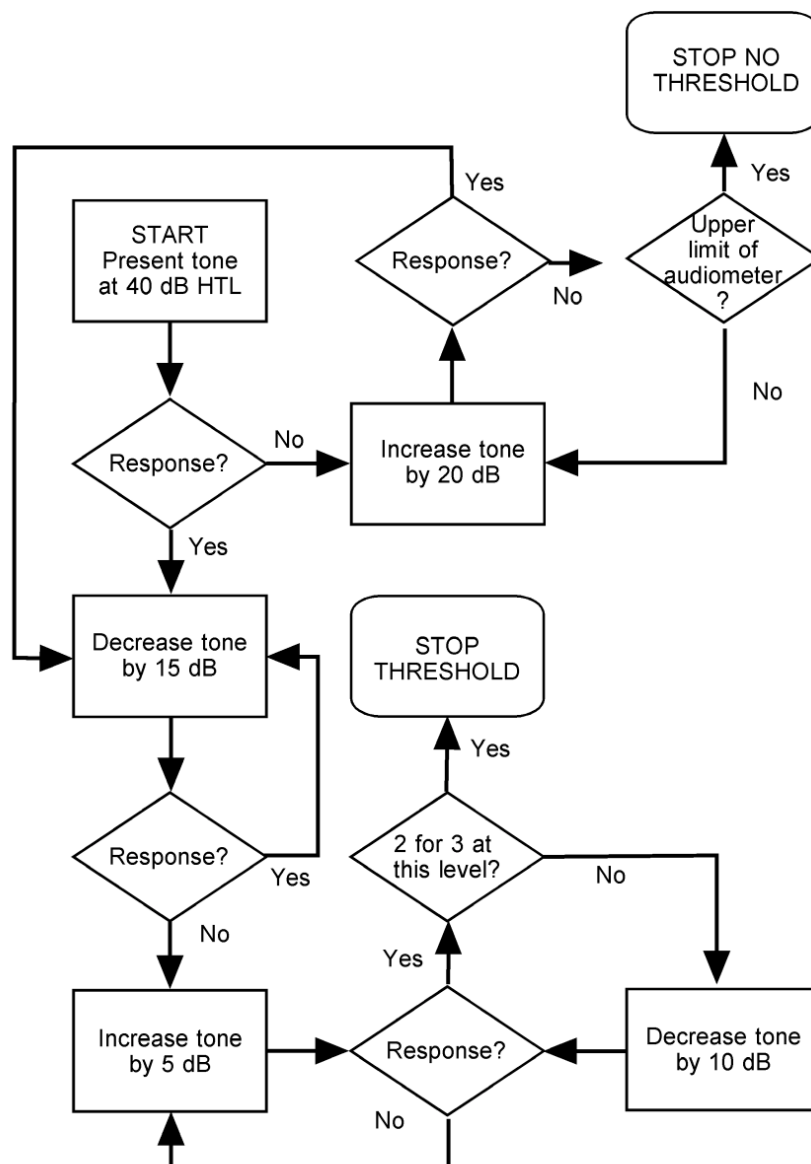 STOP NO
THRESHOLD
Yes
Upper
limit of
audiometer
?
No
Yes
Response?
No
START
Present tone
at 40 dB HTL
Response?
No
Increase tone
by 20 dB
Yes
Decrease tone
by 15 dB
Response?
Yes
No
Increase tone
by 5 dB
STOP
THRESHOLD
Yes
2 for 3 at
this level?
No
Yes
Response?
No
Decrease tone
by 10 dB